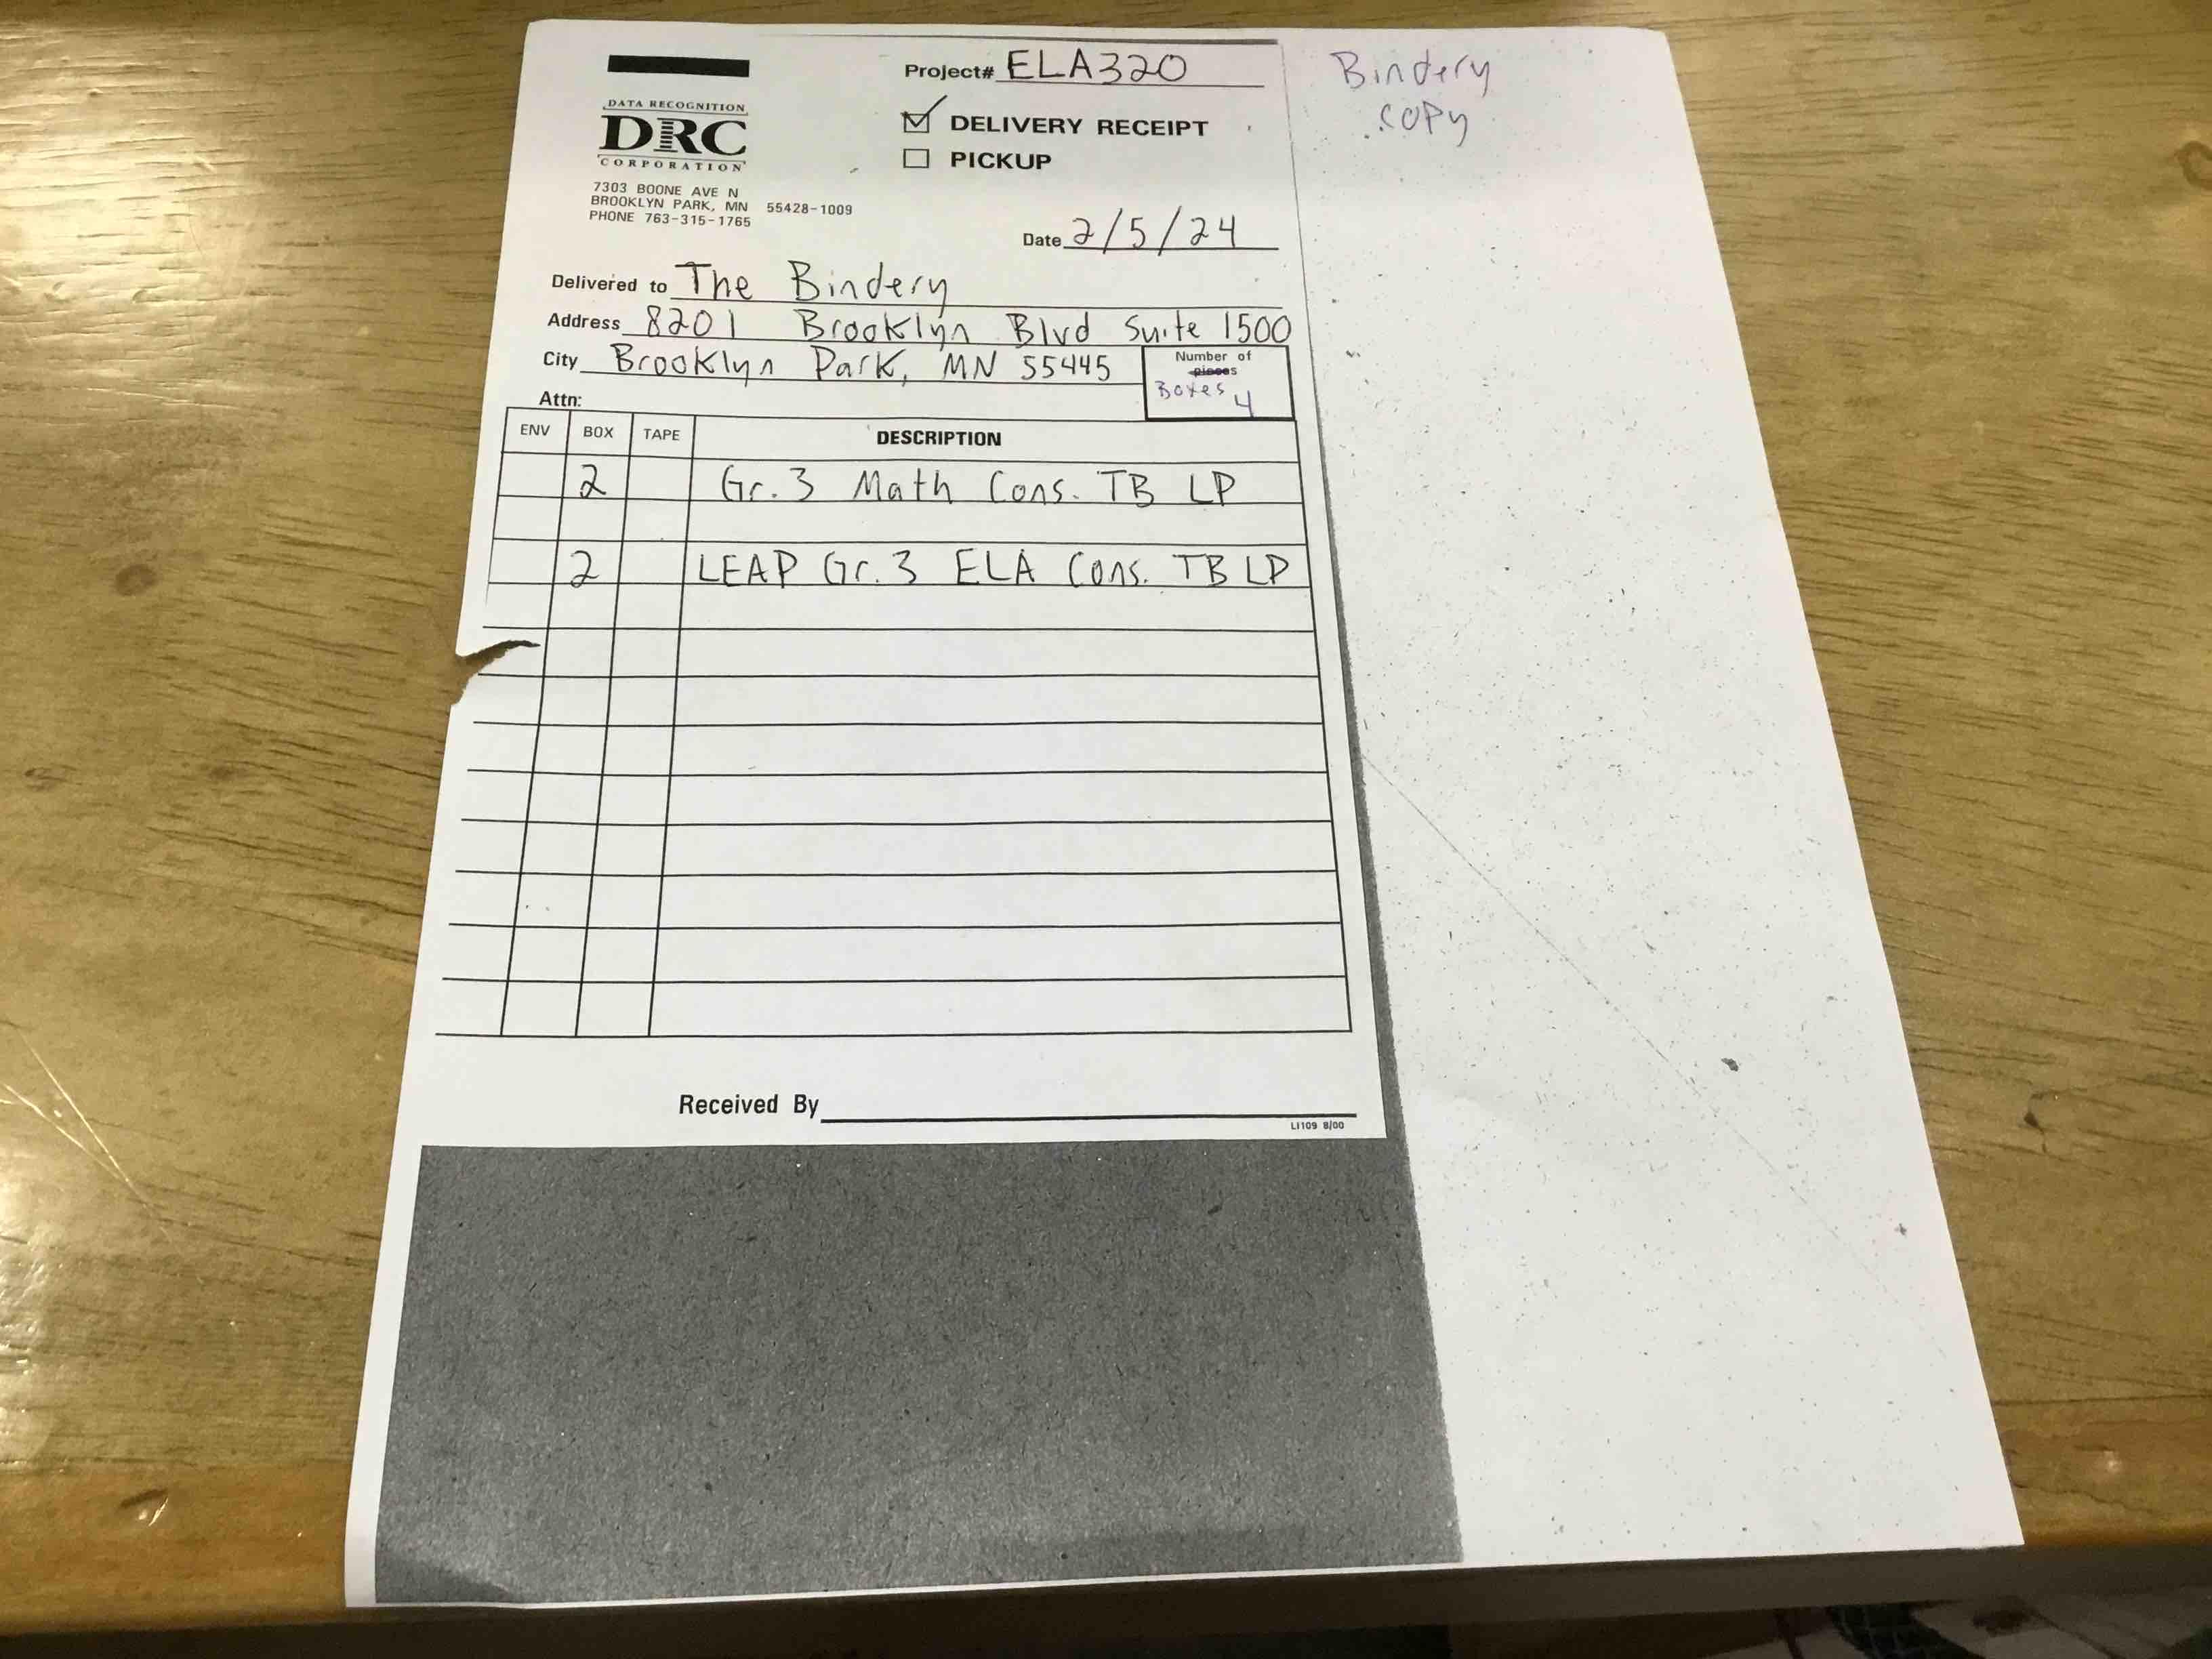 Project# ELA320
Bindery
copy
DATA RECOGNITION
DRC
CORPORATION
DELIVERY RECEIPT
PICKUP
7303 BOONE AVE N
BROOKLYN PARK, MN 55428-1009
PHONE 763-315-1765
Date 2/5/24
Delivered to The Bindery
Address 8201 Brooklyn Blvd Suite 1500
City Brooklyn Park, MN 55445
Number of
pieces
Boxes 4
Attn:
ENV BOX TAPE DESCRIPTION
2 Gr. 3 Math Cons. TB LP
2 LEAP Gr. 3 ELA Cons. TB LP
Received By
LI109 8/00